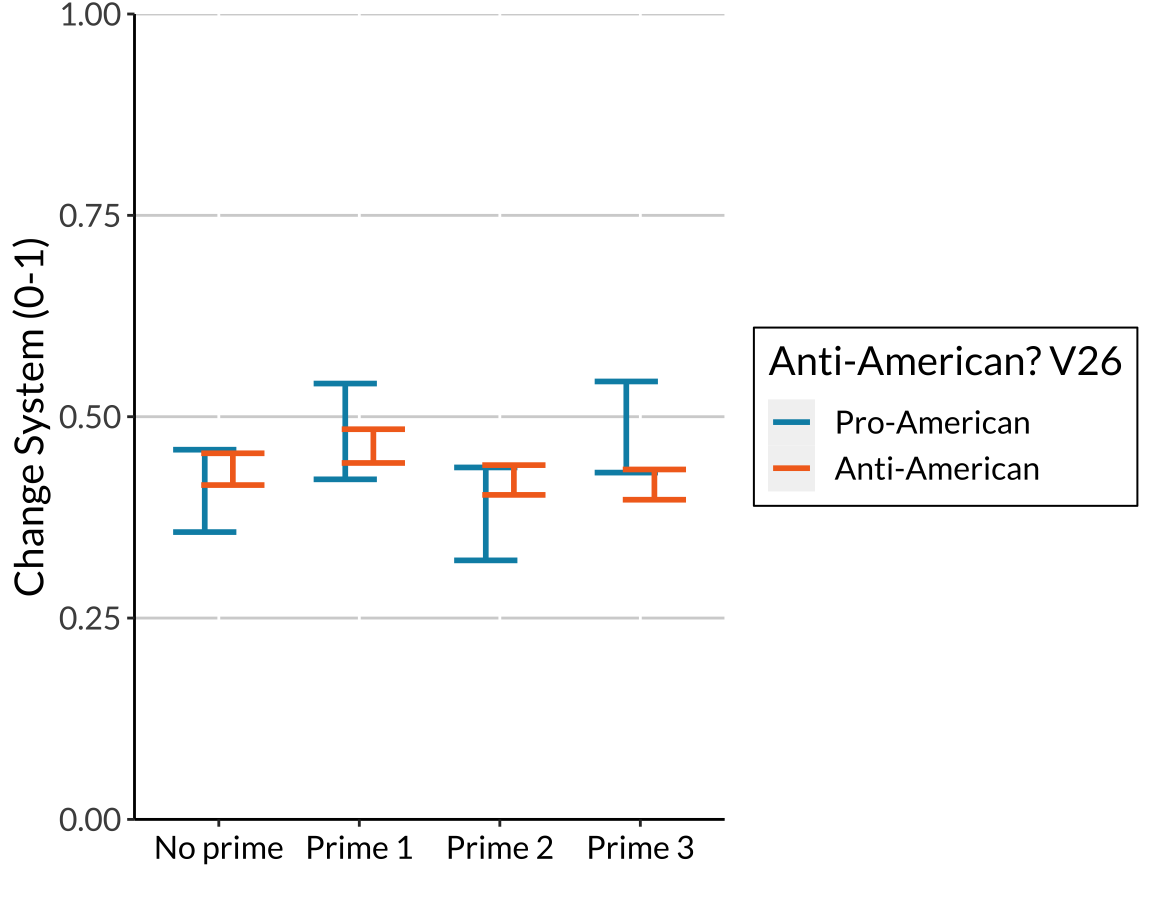 Change System (0-1)
1.00
0.75
0.50
0.25
0.00
No prime Prime 1 Prime 2 Prime 3
Anti-American? V26
Pro-American
Anti-American